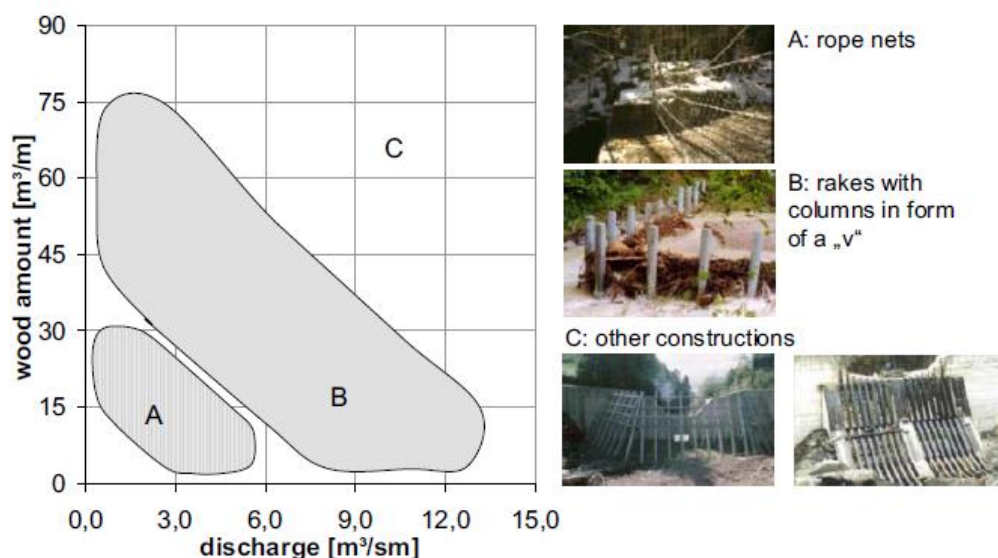 90
75
60
45
30
15
0
wood amount [m³/m]
0,0
3,0
6,0
9,0
12,0
15,0
discharge [m³/sm]
A
B
C
A: rope nets
B: rakes with
columns in form
of a „v“
C: other constructions